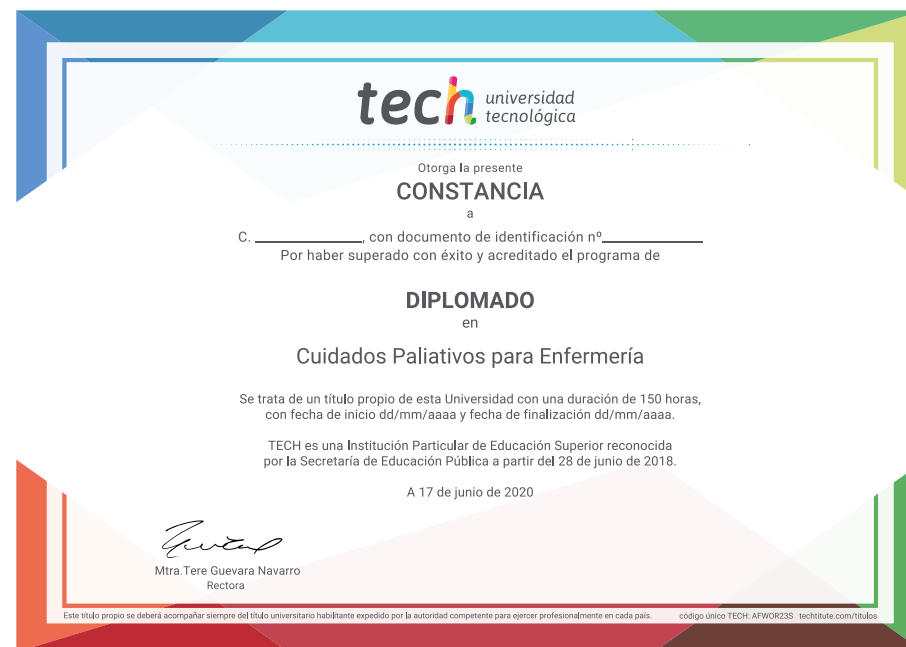 tech universidad
tecnológica
Otorga la presente
CONSTANCIA
a
C. ______________, con documento de identificación nº_____________
Por haber superado con éxito y acreditado el programa de
DIPLOMADO
en
Cuidados Paliativos para Enfermería
Se trata de un título propio de esta Universidad con una duración de 150 horas,
con fecha de inicio dd/mm/aaaa y fecha de finalización dd/mm/aaaa.
TECH es una Institución Particular de Educación Superior reconocida
por la Secretaría de Educación Pública a partir del 28 de junio de 2018.
A 17 de junio de 2020
Mtra.Tere Guevara Navarro
Rectora
Este título propio se deberá acompañar siempre del título universitario habilitante expedido por la autoridad competente para ejercer profesionalmente en cada país. código único TECH: AFWOR23S techtitute.com/titulos